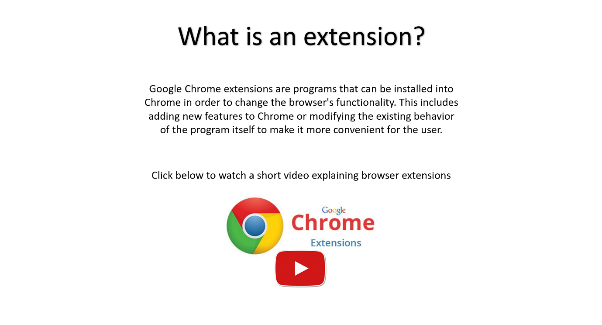 What is an extension?
Google Chrome extensions are programs that can be installed into
Chrome in order to change the browser's functionality. This includes
adding new features to Chrome or modifying the existing behavior
of the program itself to make it more convenient for the user.
Click below to watch a short video explaining browser extensions
Google
Chrome
Extensions